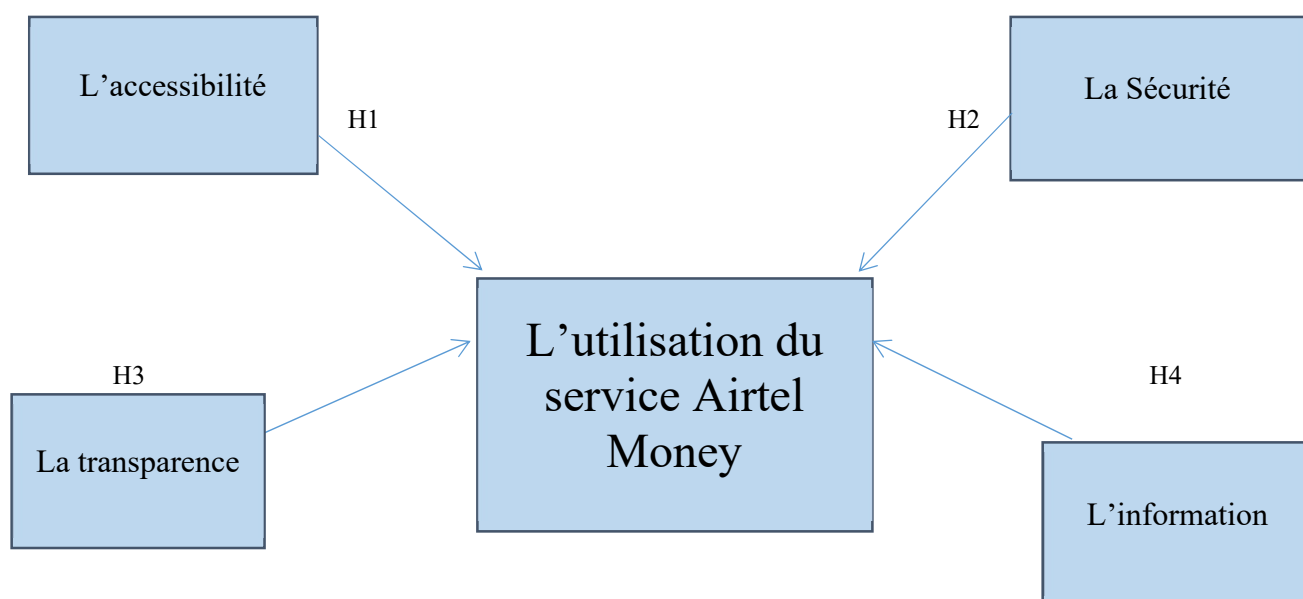 L’accessibilité
La Sécurité
H1
H2
L’utilisation du
service Airtel
Money
H3
H4
La transparence
L’information